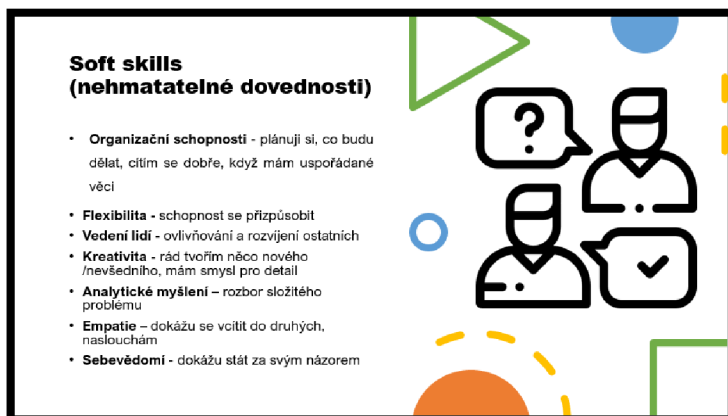 Soft skills
(nehmatatelné dovednosti)
• Organizační schopnosti - plánuji si, co budu
dělat, cítím se dobře, když mám uspořádané
věci
• Flexibilita - schopnost se přizpůsobit
• Vedení lidí - ovlivňování a rozvíjení ostatních
• Kreativita - rád tvořím něco nového
/nevšedního, mám smysl pro detail
• Analytické myšlení – rozbor složitého
problému
• Empatie – dokážu se vcítit do druhých,
naslouchám
• Sebevědomí - dokážu stát za svým názorem
?